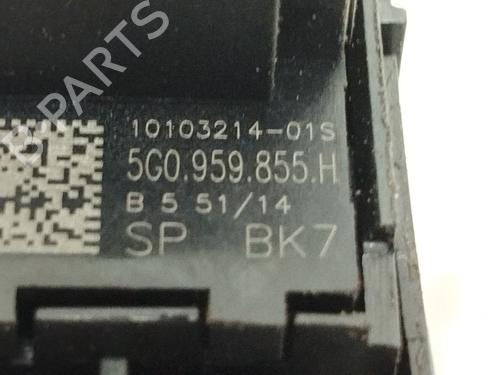 B-PARTS
10103214-01S
5G0.959.855.H
B 5 51/14
SP BK7